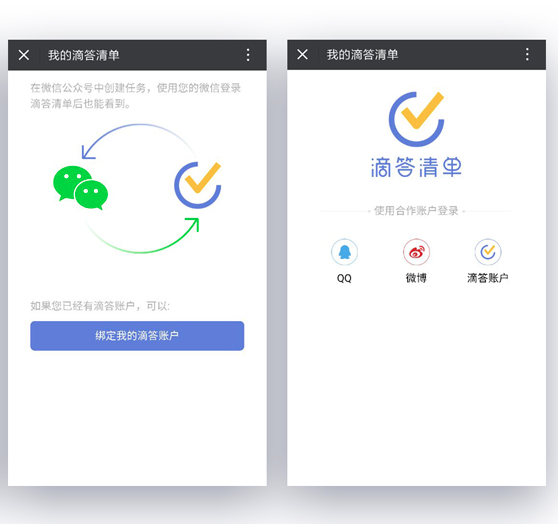 我的滴答清单
在微信公众号中创建任务，使用您的微信登录
滴答清单后也能看到。
如果您已经有滴答账户，可以:
绑定我的滴答账户
我的滴答清单
滴答清单
使用合作账户登录
QQ
微博
滴答账户